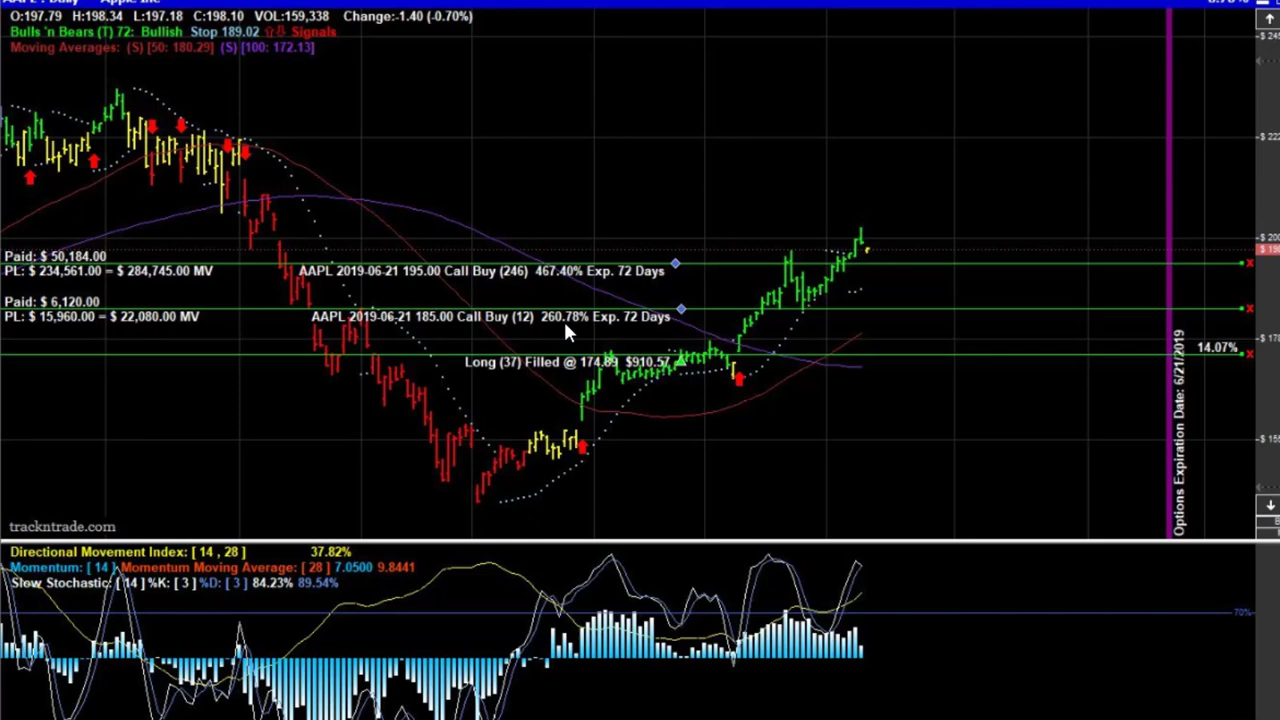 AAPL : Daily Apple Inc
O:197.79 H:198.34 L:197.18 C:198.10 VOL:159,338 Change:-1.40 (-0.70%)
Bulls 'n Bears (T) 72: Bullish Stop 189.02 Signals
Moving Averages: (S) [50: 180.29] (S) [100: 172.13]
Paid: $ 50,184.00
PL: $ 234,561.00 = $ 284,745.00 MV
AAPL 2019-06-21 195.00 Call Buy (246) 467.40% Exp. 72 Days
Paid: $ 6,120.00
PL: $ 15,960.00 = $ 22,080.00 MV
AAPL 2019-06-21 185.00 Call Buy (12) 260.78% Exp. 72 Days
Long (37) Filled @ 174.89 $910.57
14.07%
Options Expiration Date: 6/21/2019
trackntrade.com
Directional Movement Index: [ 14 , 28 ] 37.82%
Momentum: [ 14 ] Momentum Moving Average: [ 28 ] 7.0500 9.8441
Slow Stochastic: [ 14 ] %K: [ 3 ] %D: [ 3 ] 84.23% 89.54%
70%